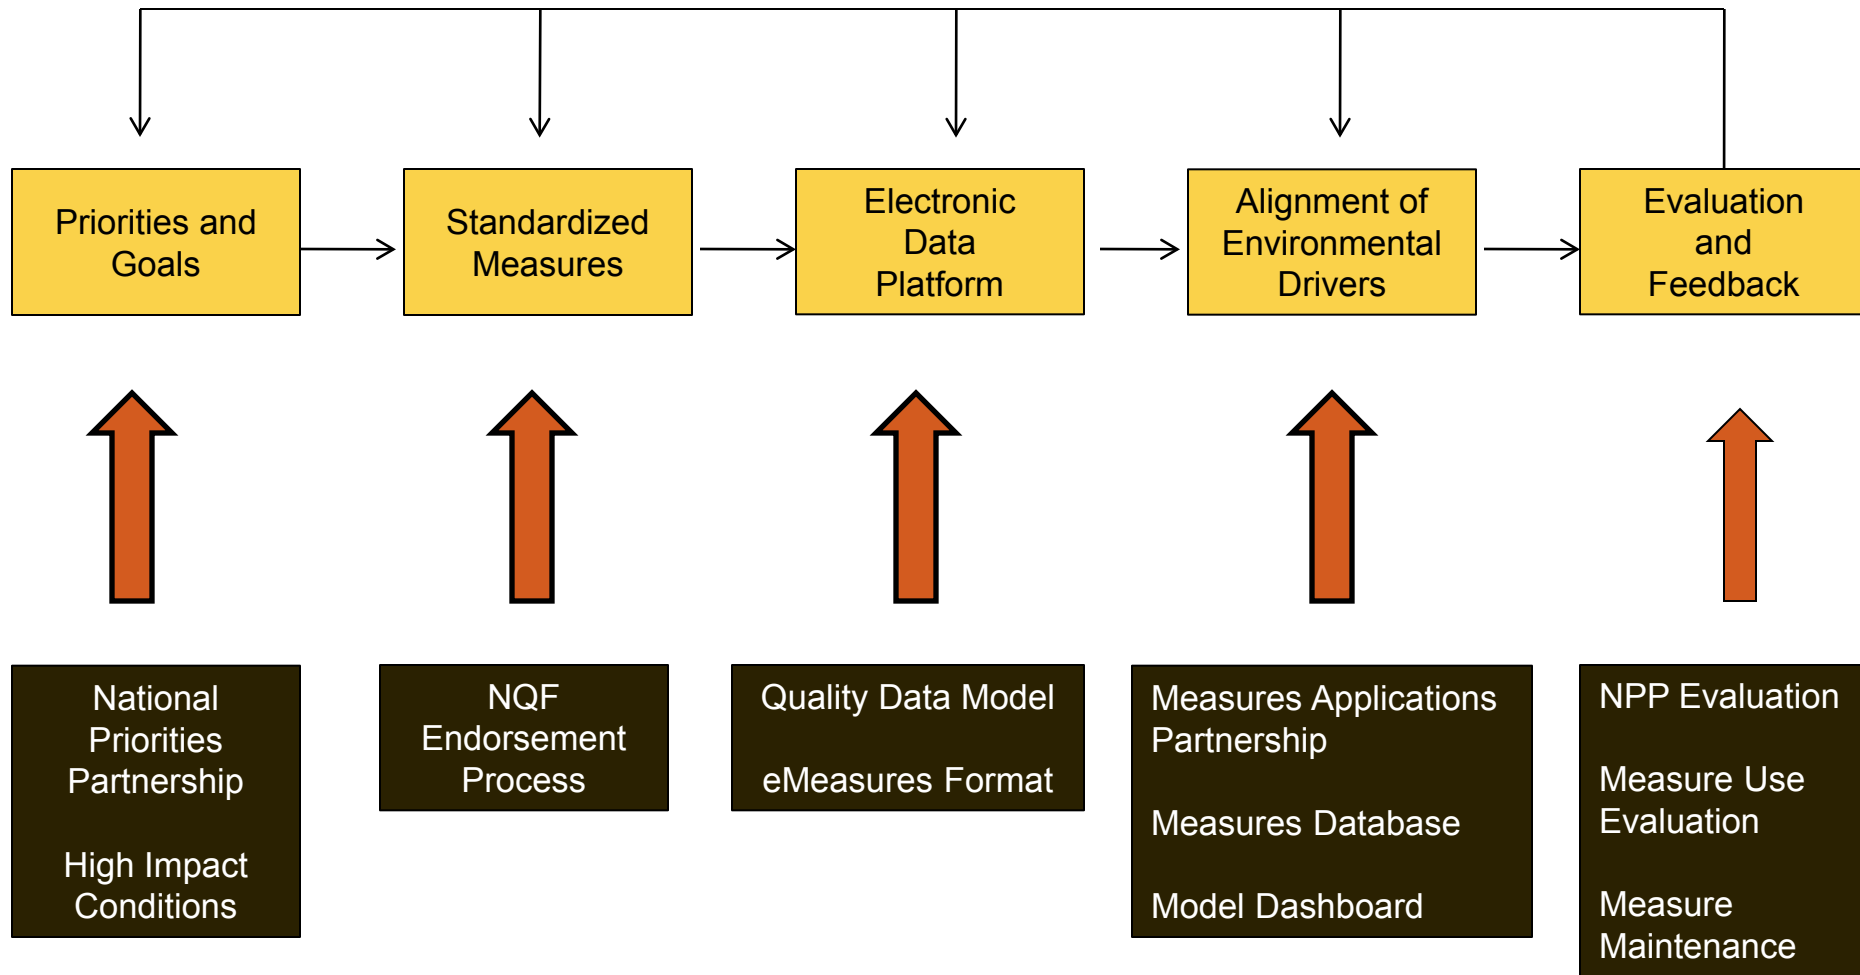 Priorities and
Goals
Standardized
Measures
Electronic
Data
Platform
Alignment of
Environmental
Drivers
Evaluation
and
Feedback
National
Priorities
Partnership
High Impact
Conditions
NQF
Endorsement
Process
Quality Data Model
eMeasures Format
Measures Applications
Partnership
Measures Database
Model Dashboard
NPP Evaluation
Measure Use
Evaluation
Measure
Maintenance